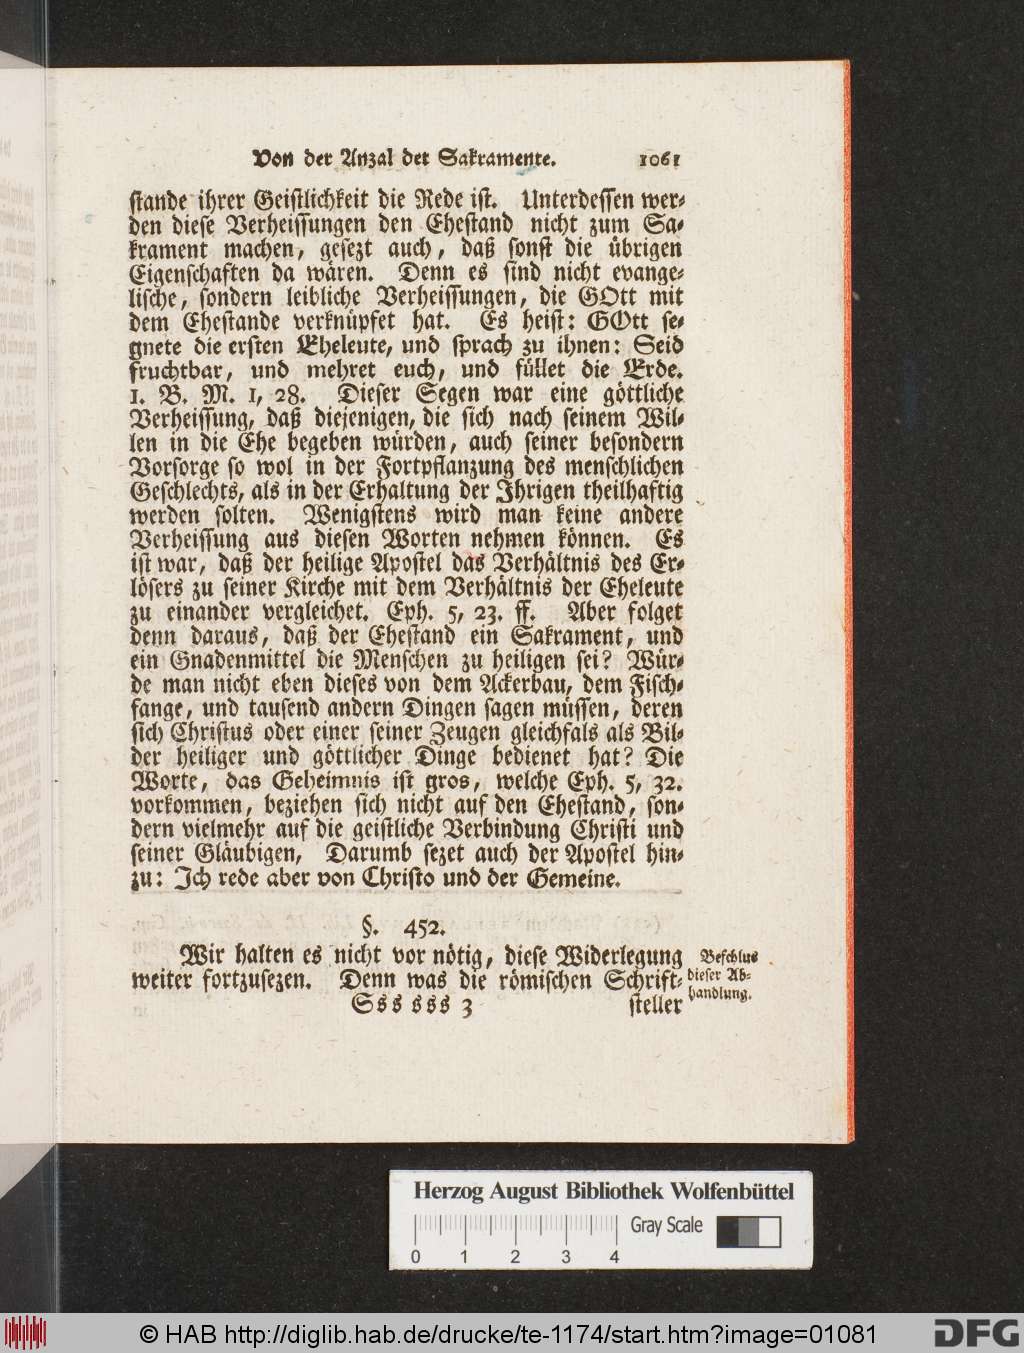 Von der Anzal der Sakramente. 1061
stande ihrer Geistlichkeit die Rede ist. Unterdessen wer-
den diese Verheissungen den Ehestand nicht zum Sa-
krament machen, gesezt auch, daß sonst die übrigen
Eigenschaften da wären. Denn es sind nicht evange-
lische, sondern leibliche Verheissungen, die GOtt mit
dem Ehestande verknüpfet hat. Es heist: GOtt se-
gnete die ersten Eheleute, und sprach zu ihnen: Seid
fruchtbar, und mehret euch, und füllet die Erde.
1. B. M. 1, 28. Dieser Segen war eine göttliche
Verheissung, daß diejenigen, die sich nach seinem Wil-
len in die Ehe begeben würden, auch seiner besondern
Vorsorge so wol in der Fortpflanzung des menschlichen
Geschlechts, als in der Erhaltung der Ihrigen theilhaftig
werden solten. Wenigstens wird man keine andere
Verheissung aus diesen Worten nehmen können. Es
ist war, daß der heilige Apostel das Verhältnis des Er-
lösers zu seiner Kirche mit dem Verhältnis der Eheleute
zu einander vergleichet. Eph. 5, 23. ff. Aber folget
denn daraus, daß der Ehestand ein Sakrament, und
ein Gnadenmittel die Menschen zu heiligen sei? Wür-
de man nicht eben dieses von dem Ackerbau, dem Fisch-
fange, und tausend andern Dingen sagen müssen, deren
sich Christus oder einer seiner Zeugen gleichfals als Bil-
der heiliger und göttlicher Dinge bedienet hat? Die
Worte, das Geheimnis ist gros, welche Eph. 5, 32.
vorkommen, beziehen sich nicht auf den Ehestand, son-
dern vielmehr auf die geistliche Verbindung Christi und
seiner Gläubigen, Darumb sezet auch der Apostel hin-
zu: Ich rede aber von Christo und der Gemeine.
§. 452.
Wir halten es nicht vor nötig, diese Widerlegung
weiter fortzusezen. Denn was die römischen Schrift-
Beschlus
dieser Ab-
handlung.
Sss sss 3 steller
Herzog August Bibliothek Wolfenbüttel
Gray Scale
0 1 2 3 4
© HAB http://diglib.hab.de/drucke/te-1174/start.htm?image=01081
DFG